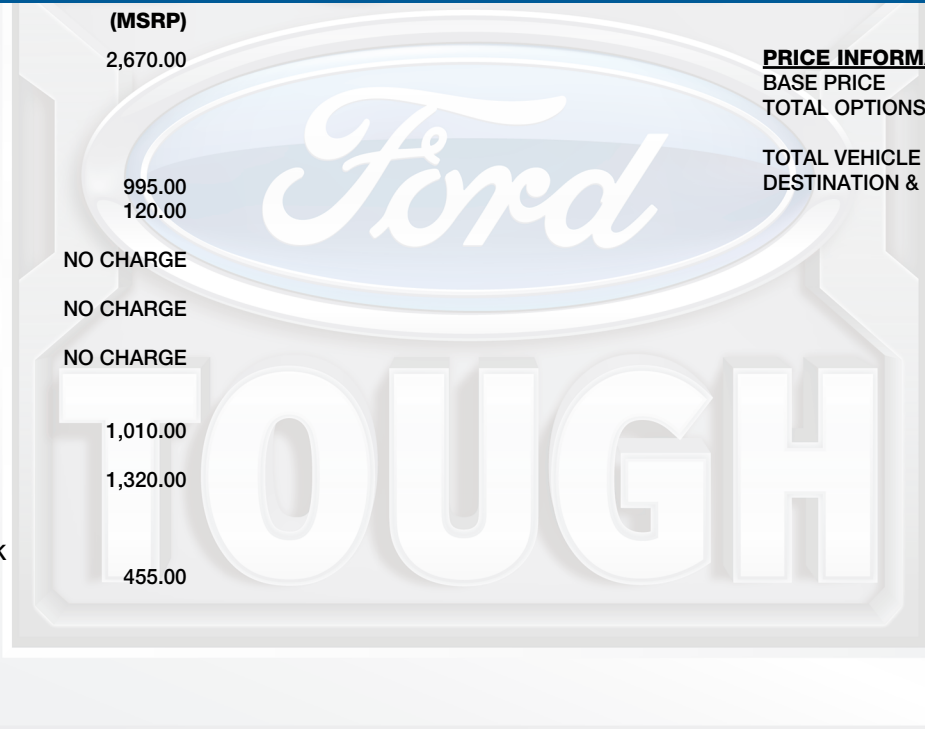 (MSRP)
2,670.00
995.00
120.00
NO CHARGE
NO CHARGE
NO CHARGE
1,010.00
1,320.00
455.00
PRICE INFORM
BASE PRICE
TOTAL OPTIONS
TOTAL VEHICLE
DESTINATION &
Ford
TOUGH